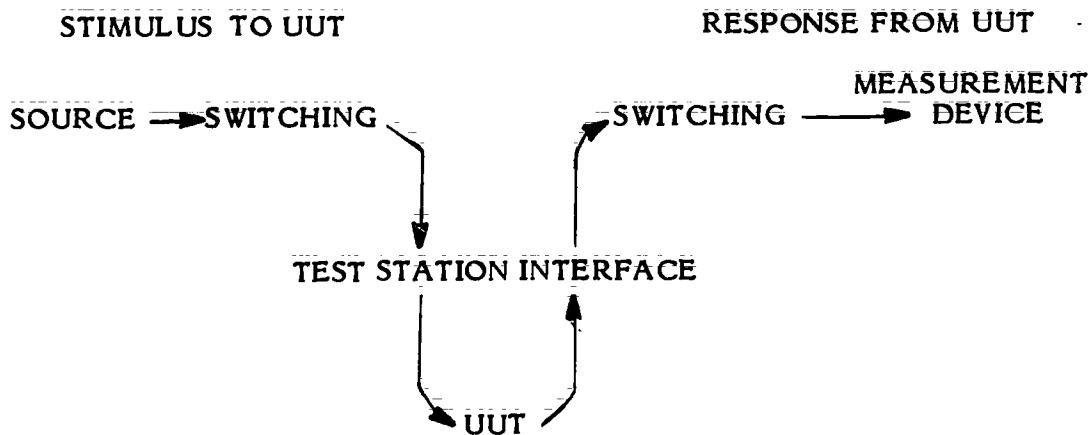 STIMULUS TO UUT
RESPONSE FROM UUT
SOURCE
SWITCHING
SWITCHING
MEASUREMENT
DEVICE
TEST STATION INTERFACE
UUT